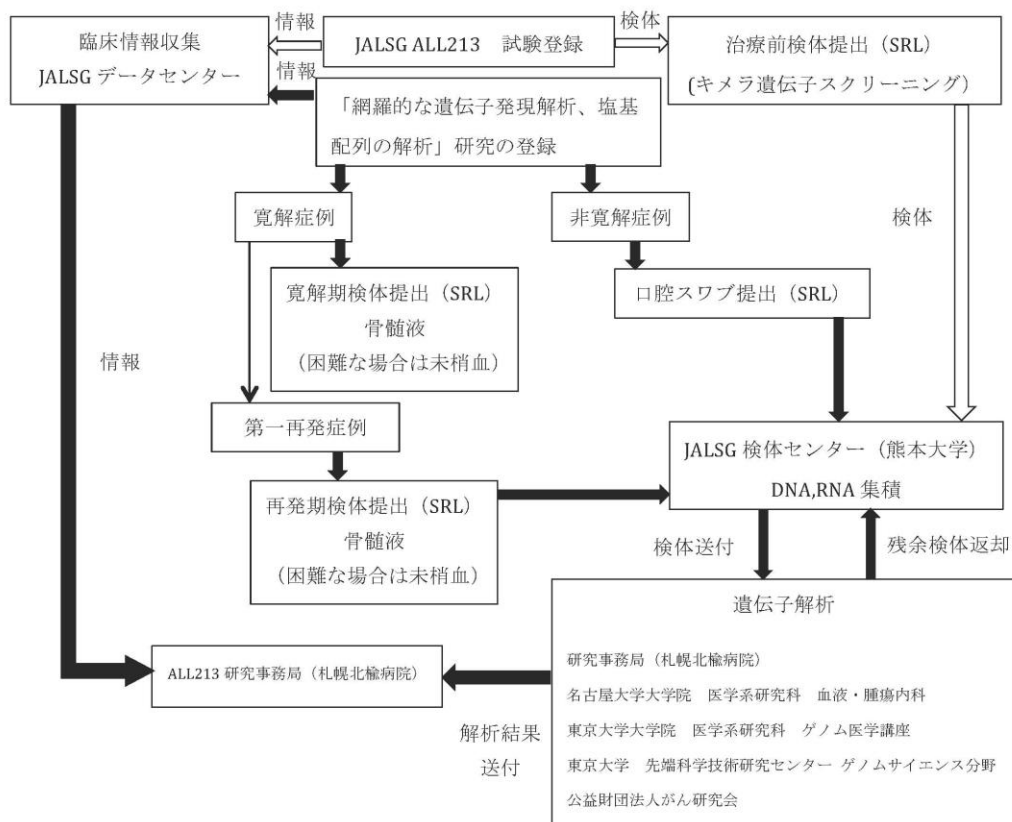 情報
検体
臨床情報収集
JALSG データセンター
JALSG ALL213　試験登録
治療前検体提出（SRL）
(キメラ遺伝子スクリーニング）
情報
「網羅的な遺伝子発現解析、塩基
配列の解析」研究の登録
寛解症例
非寛解症例
検体
寛解期検体提出（SRL）
骨髄液
（困難な場合は末梢血）
口腔スワブ提出（SRL）
情報
第一再発症例
JALSG 検体センター（熊本大学）
DNA,RNA 集積
再発期検体提出（SRL）
骨髄液
（困難な場合は末梢血）
検体送付
残余検体返却
遺伝子解析
研究事務局（札幌北楡病院）
名古屋大学大学院　医学系研究科　血液・腫瘍内科
東京大学大学院　医学系研究科　ゲノム医学講座
東京大学　先端科学技術研究センター ゲノムサイエンス分野
公益財団法人がん研究会
ALL213 研究事務局（札幌北楡病院）
解析結果
送付